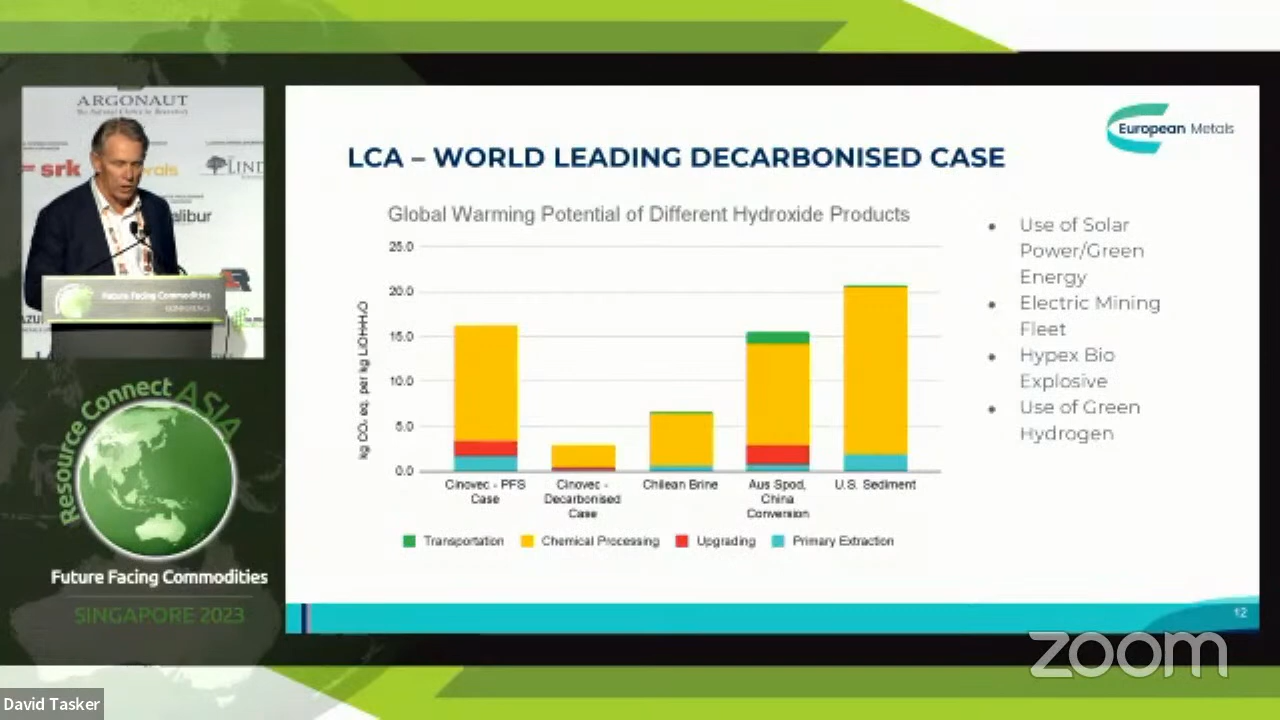 ARGONAUT
srk
erals
LIND
alibur
Future Facing Commodities
CONFERENCE
Resource Connect ASIA
Future Facing Commodities
SINGAPORE 2023
European Metals
LCA – WORLD LEADING DECARBONISED CASE
Global Warming Potential of Different Hydroxide Products
kg CO₂ eq. per kg LiOH•H₂O
25.0
20.0
15.0
10.0
5.0
0.0
Cinovec - PFS
Case
Cinovec -
Decarbonised
Case
Chilean Brine
Aus Spod,
China
Conversion
U.S. Sediment
Transportation
Chemical Processing
Upgrading
Primary Extraction
• Use of Solar
Power/Green
Energy
• Electric Mining
Fleet
• Hypex Bio
Explosive
• Use of Green
Hydrogen
12
zoom
David Tasker